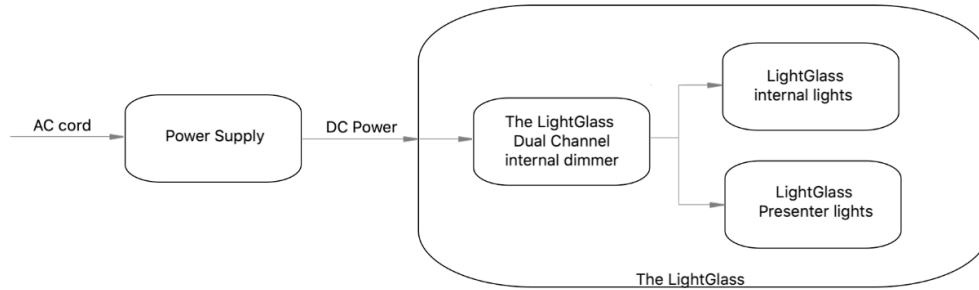 AC cord
Power Supply
DC Power
The LightGlass
Dual Channel
internal dimmer
LightGlass
internal lights
LightGlass
Presenter lights
The LightGlass